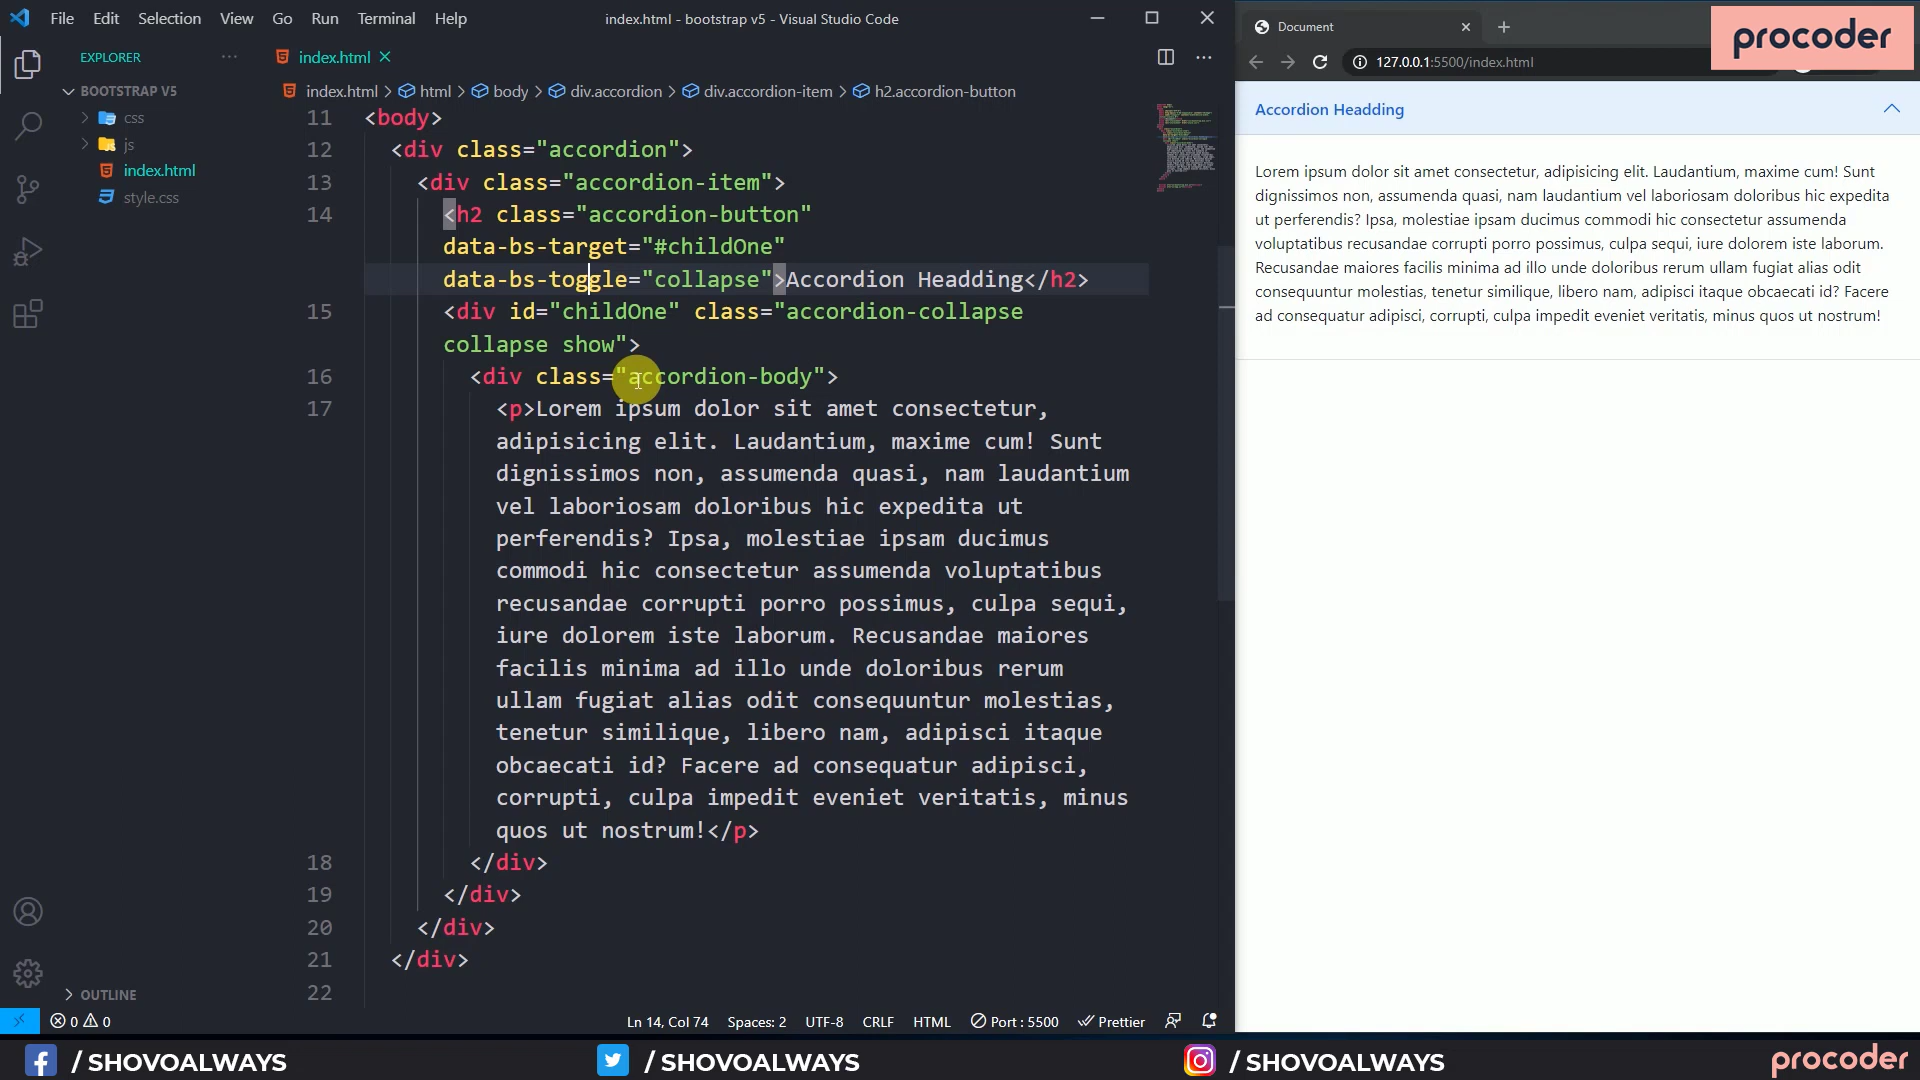 File Edit Selection View Go Run Terminal Help
index.html - bootstrap v5 - Visual Studio Code
EXPLORER ···
index.html
BOOTSTRAP V5
css
js
index.html
style.css
OUTLINE
index.html > html > body > div.accordion > div.accordion-item > h2.accordion-button
11 <body>
12 <div class="accordion">
13 <div class="accordion-item">
14 <h2 class="accordion-button"
data-bs-target="#childOne"
data-bs-toggle="collapse">Accordion Headding</h2>
15 <div id="childOne" class="accordion-collapse
collapse show">
16 <div class="accordion-body">
17 <p>Lorem ipsum dolor sit amet consectetur,
adipisicing elit. Laudantium, maxime cum! Sunt
dignissimos non, assumenda quasi, nam laudantium
vel laboriosam doloribus hic expedita ut
perferendis? Ipsa, molestiae ipsam ducimus
commodi hic consectetur assumenda voluptatibus
recusandae corrupti porro possimus, culpa sequi,
iure dolorem iste laborum. Recusandae maiores
facilis minima ad illo unde doloribus rerum
ullam fugiat alias odit consequuntur molestias,
tenetur similique, libero nam, adipisci itaque
obcaecati id? Facere ad consequatur adipisci,
corrupti, culpa impedit eveniet veritatis, minus
quos ut nostrum!</p>
18 </div>
19 </div>
20 </div>
21 </div>
22
0 0
Ln 14, Col 74 Spaces: 2 UTF-8 CRLF HTML Port : 5500 Prettier
Document
procoder
127.0.0.1:5500/index.html
Accordion Headding
Lorem ipsum dolor sit amet consectetur, adipisicing elit. Laudantium, maxime cum! Sunt
dignissimos non, assumenda quasi, nam laudantium vel laboriosam doloribus hic expedita
ut perferendis? Ipsa, molestiae ipsam ducimus commodi hic consectetur assumenda
voluptatibus recusandae corrupti porro possimus, culpa sequi, iure dolorem iste laborum.
Recusandae maiores facilis minima ad illo unde doloribus rerum ullam fugiat alias odit
consequuntur molestias, tenetur similique, libero nam, adipisci itaque obcaecati id? Facere
ad consequatur adipisci, corrupti, culpa impedit eveniet veritatis, minus quos ut nostrum!
/ SHOVOALWAYS
/ SHOVOALWAYS
/ SHOVOALWAYS
procoder